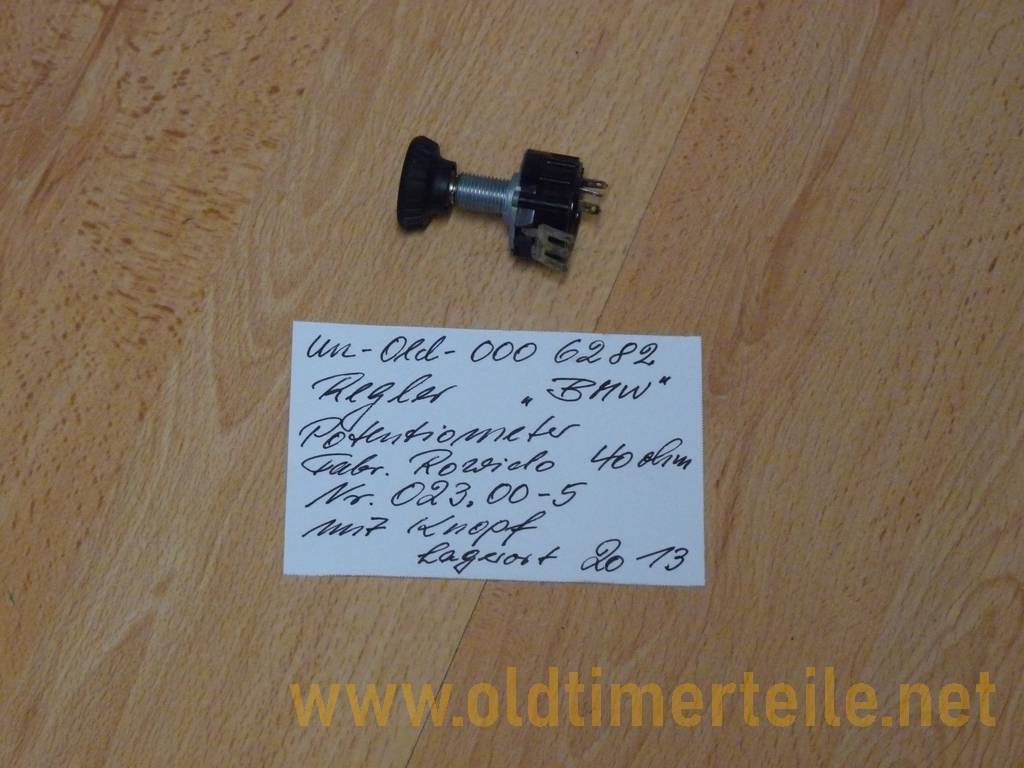 Un-Old-000 6282
Regler „BMW"
Potentiometer
Fabr. Rowido 40 ohm
Nr. 023.00-5
mit Knopf
Lagerort 20 13
www.oldtimerteile.net